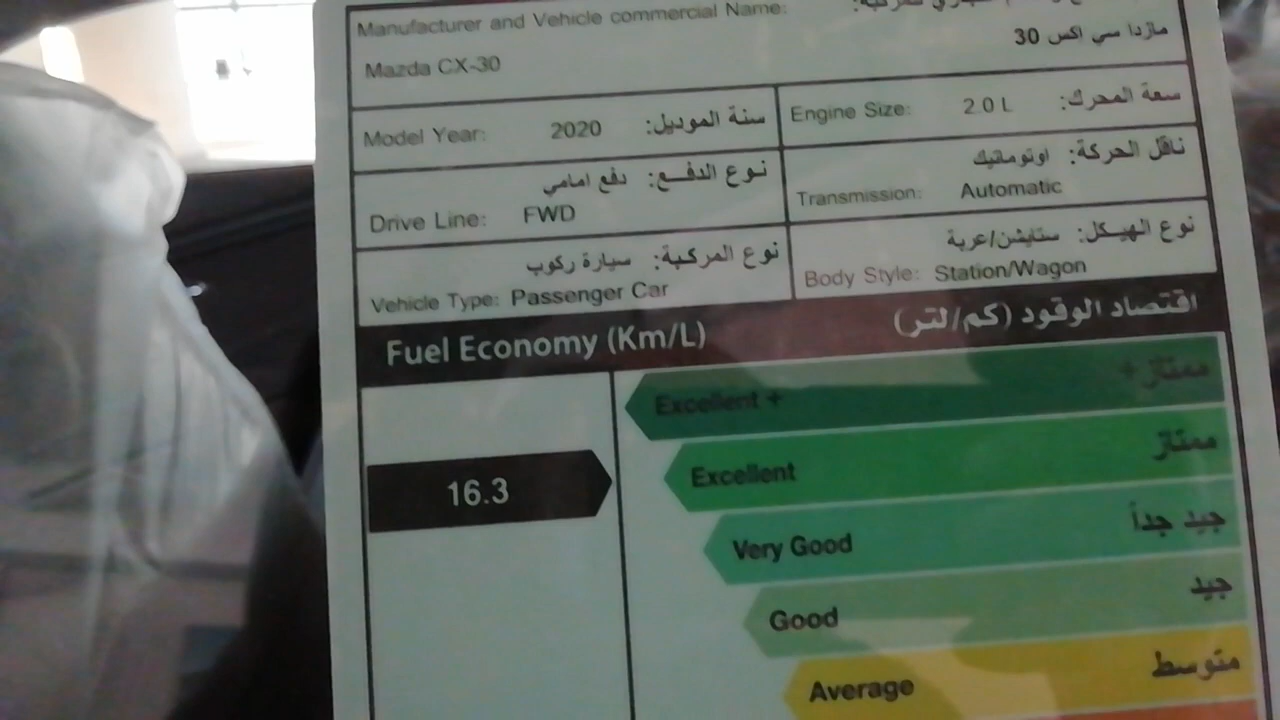 Manufacturer and Vehicle commercial Name:
مازدا سي اكس 30
Mazda CX-30
Model Year: 2020 سنة الموديل:
Engine Size: 2.0 L سعة المحرك:
نوع الدفع: دفع امامي
Drive Line: FWD
ناقل الحركة: اوتوماتيك
Transmission: Automatic
نوع المركبة: سيارة ركوب
Vehicle Type: Passenger Car
نوع الهيكل: ستايشن/عربة
Body Style: Station/Wagon
Fuel Economy (Km/L) اقتصاد الوقود (كم/لتر)
Excellent + ممتاز +
16.3
Excellent ممتاز
Very Good جيد جداً
Good جيد
Average متوسط